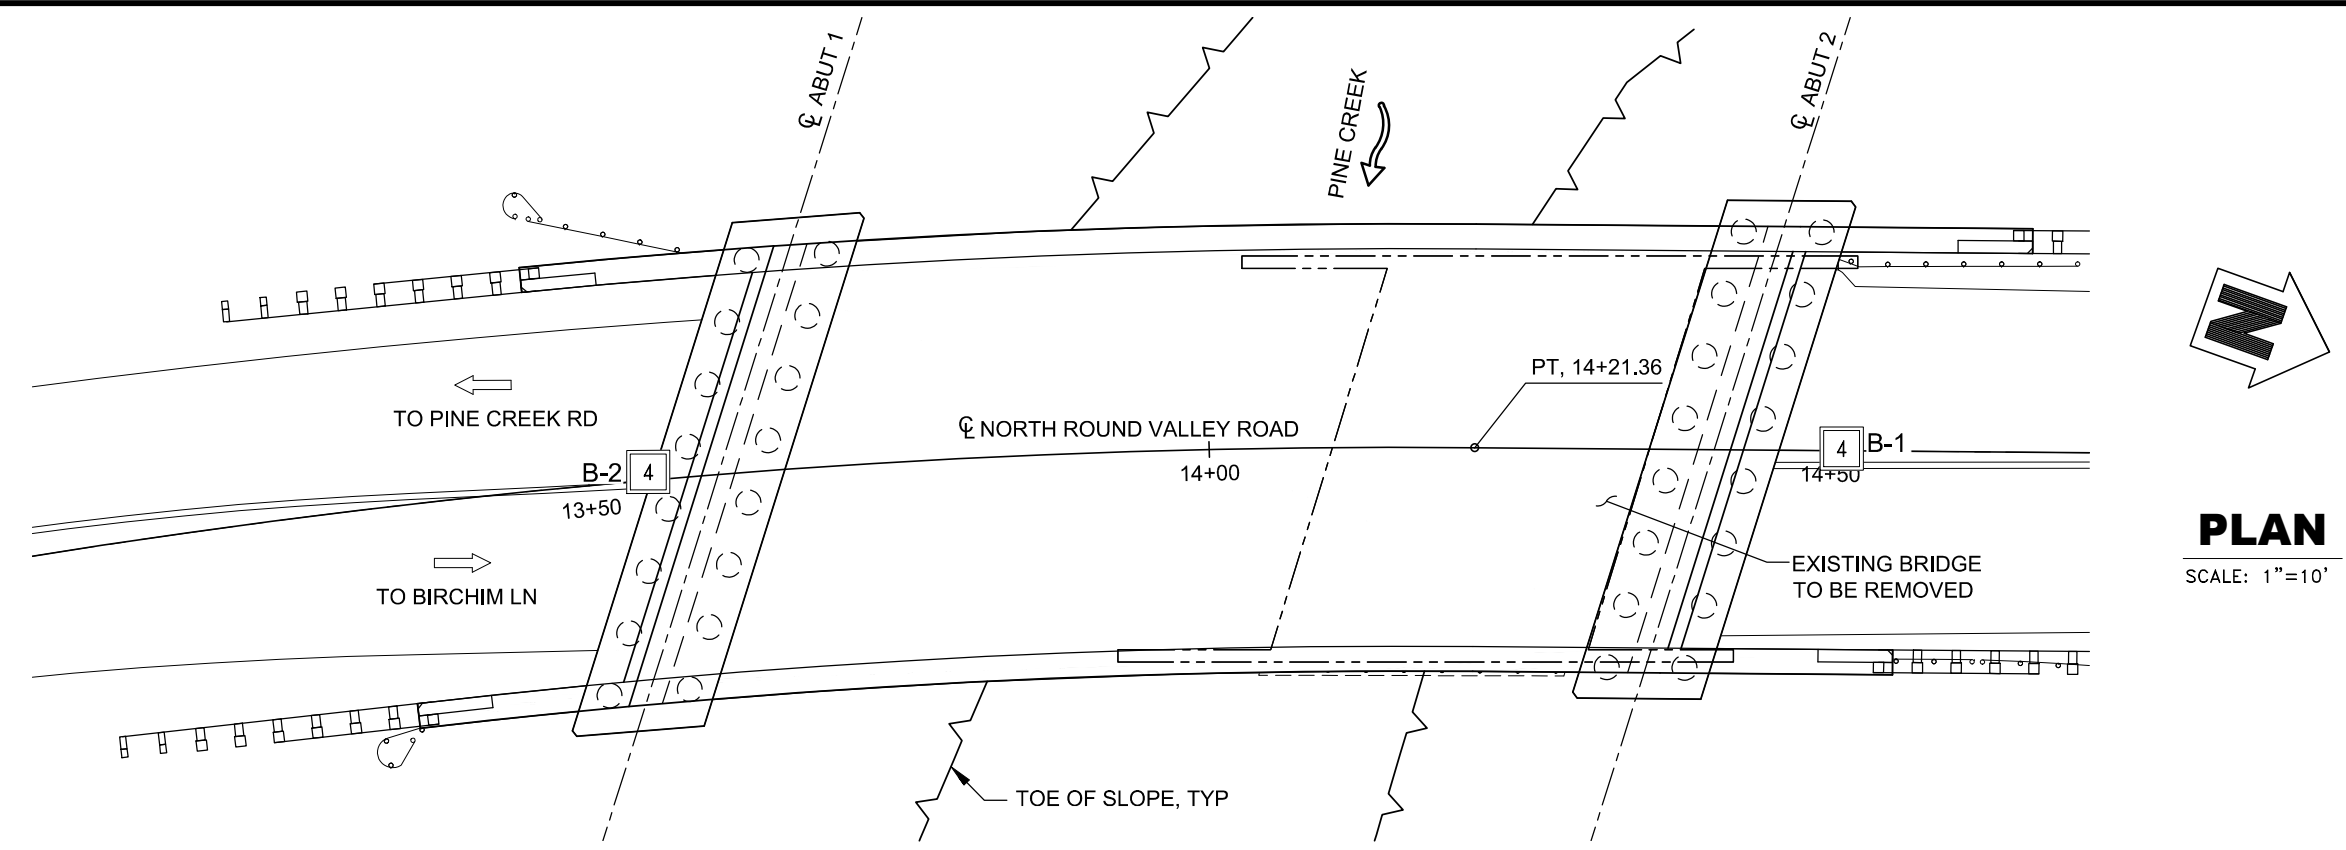 ℄ ABUT 1
℄ ABUT 2
PINE CREEK
N
PT, 14+21.36
TO PINE CREEK RD
℄ NORTH ROUND VALLEY ROAD
14+00
B-2
4
13+50
4
B-1
14+50
PLAN
SCALE: 1"=10'
EXISTING BRIDGE
TO BE REMOVED
TO BIRCHIM LN
TOE OF SLOPE, TYP